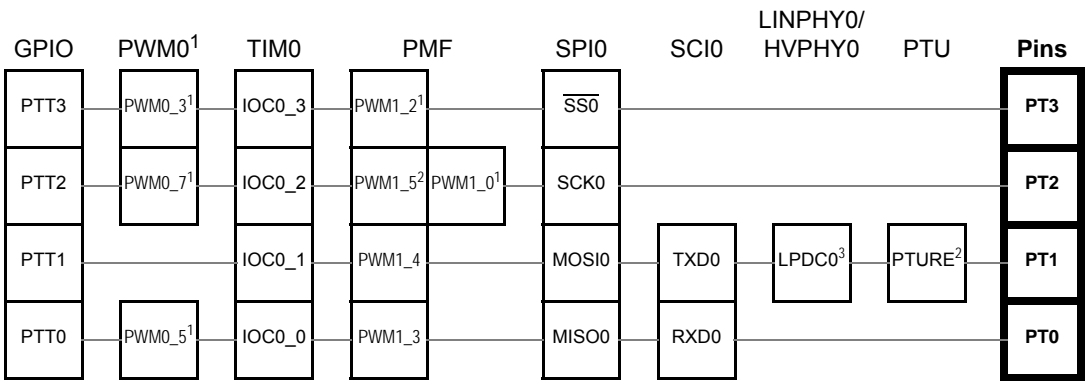 LINPHY0/
GPIO PWM0¹ TIM0 PMF SPI0 SCI0 HVPHY0 PTU Pins
PTT3 PWM0_3¹ IOC0_3 PWM1_2¹ SS0 PT3
PTT2 PWM0_7¹ IOC0_2 PWM1_5² PWM1_0¹ SCK0 PT2
PTT1 IOC0_1 PWM1_4 MOSI0 TXD0 LPDC0³ PTURE² PT1
PTT0 PWM0_5¹ IOC0_0 PWM1_3 MISO0 RXD0 PT0